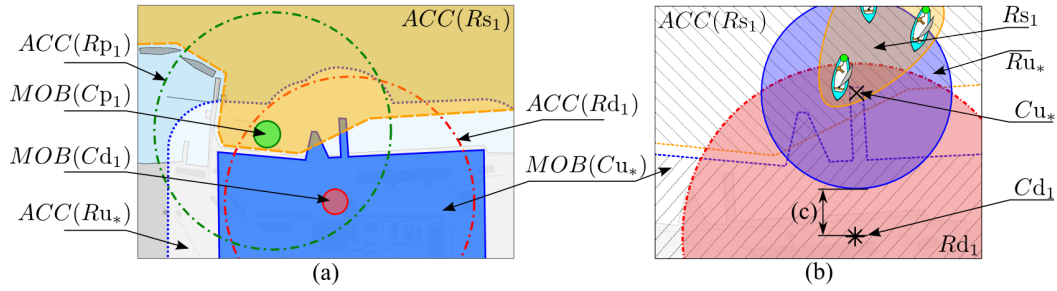 ACC(Rs₁)
ACC(Rp₁)
MOB(Cp₁)
MOB(Cd₁)
ACC(Ru*)
ACC(Rd₁)
MOB(Cu*)
(a)
ACC(Rs₁)
Rs₁
Ru*
Cu*
Cd₁
(c)
Rd₁
(b)